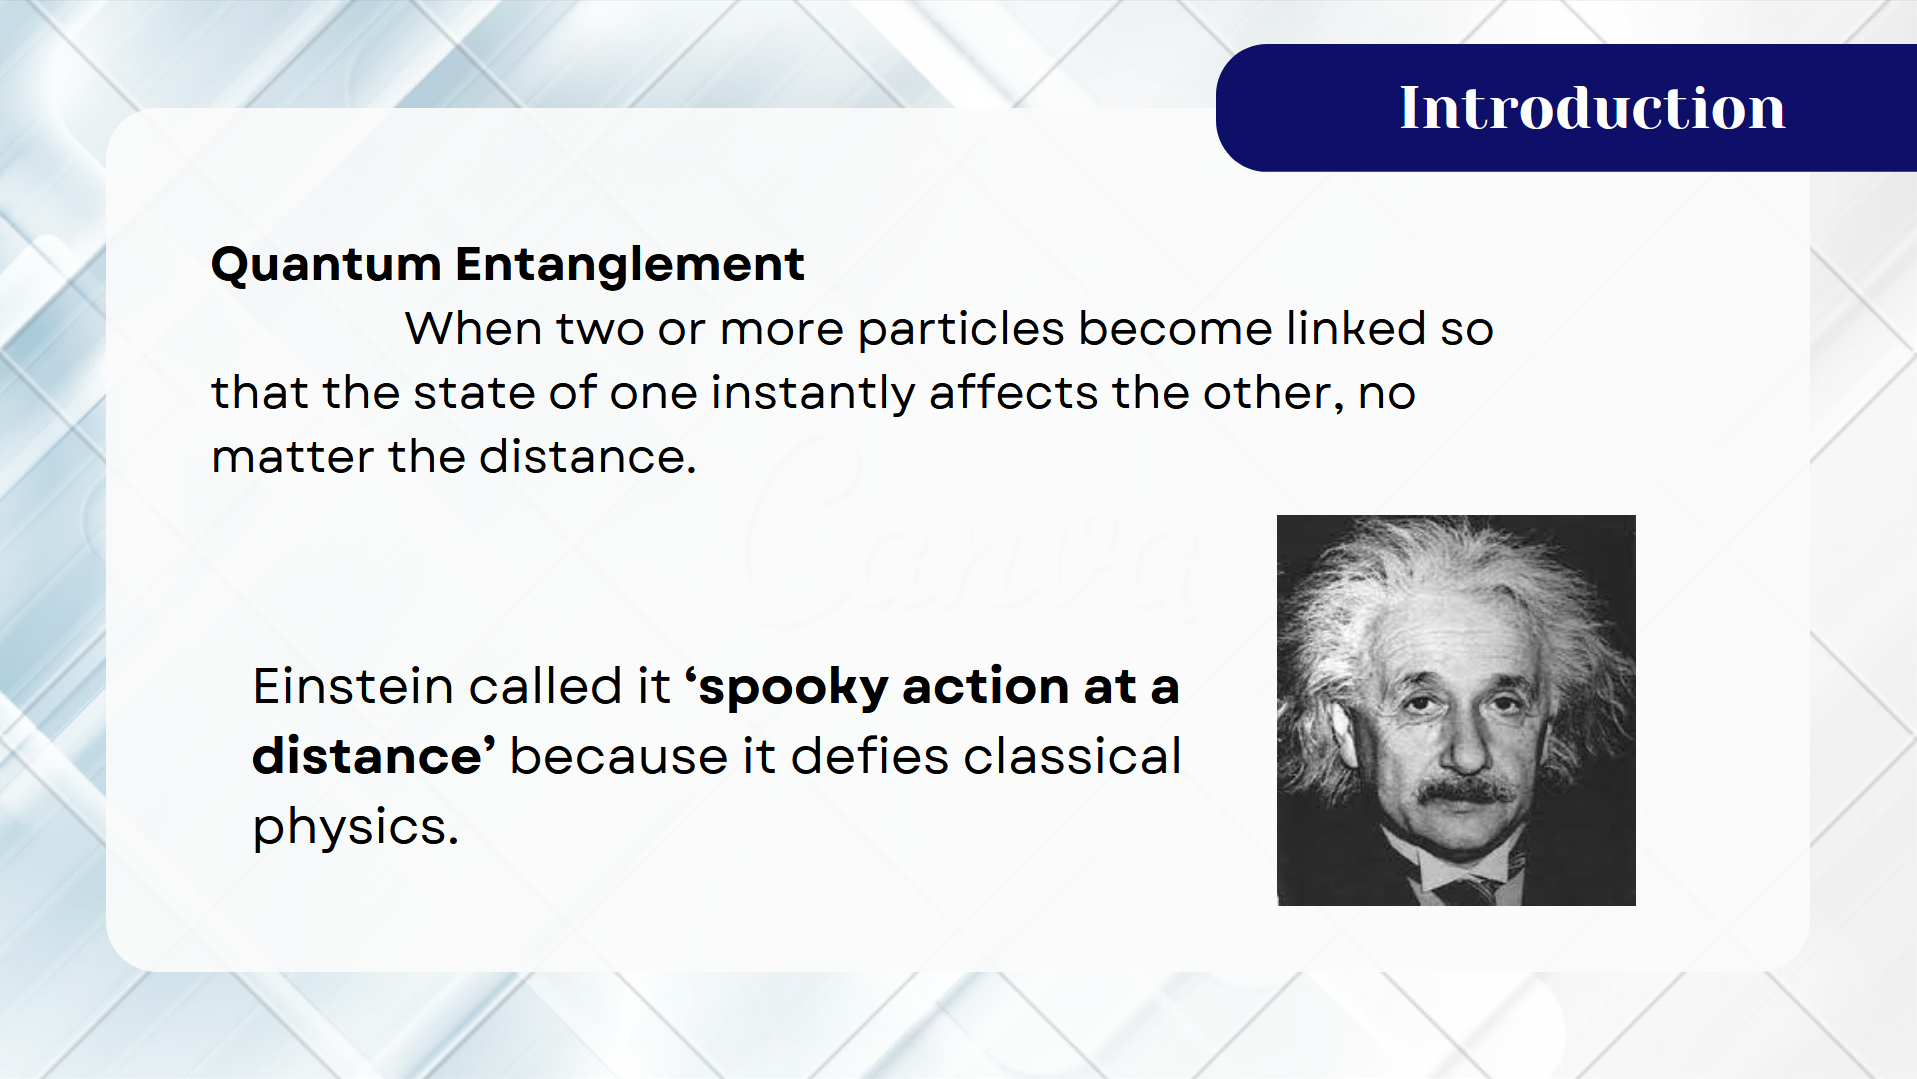 Introduction
Quantum Entanglement
When two or more particles become linked so
that the state of one instantly affects the other, no
matter the distance.
Canva
Einstein called it ‘spooky action at a
distance’ because it defies classical
physics.